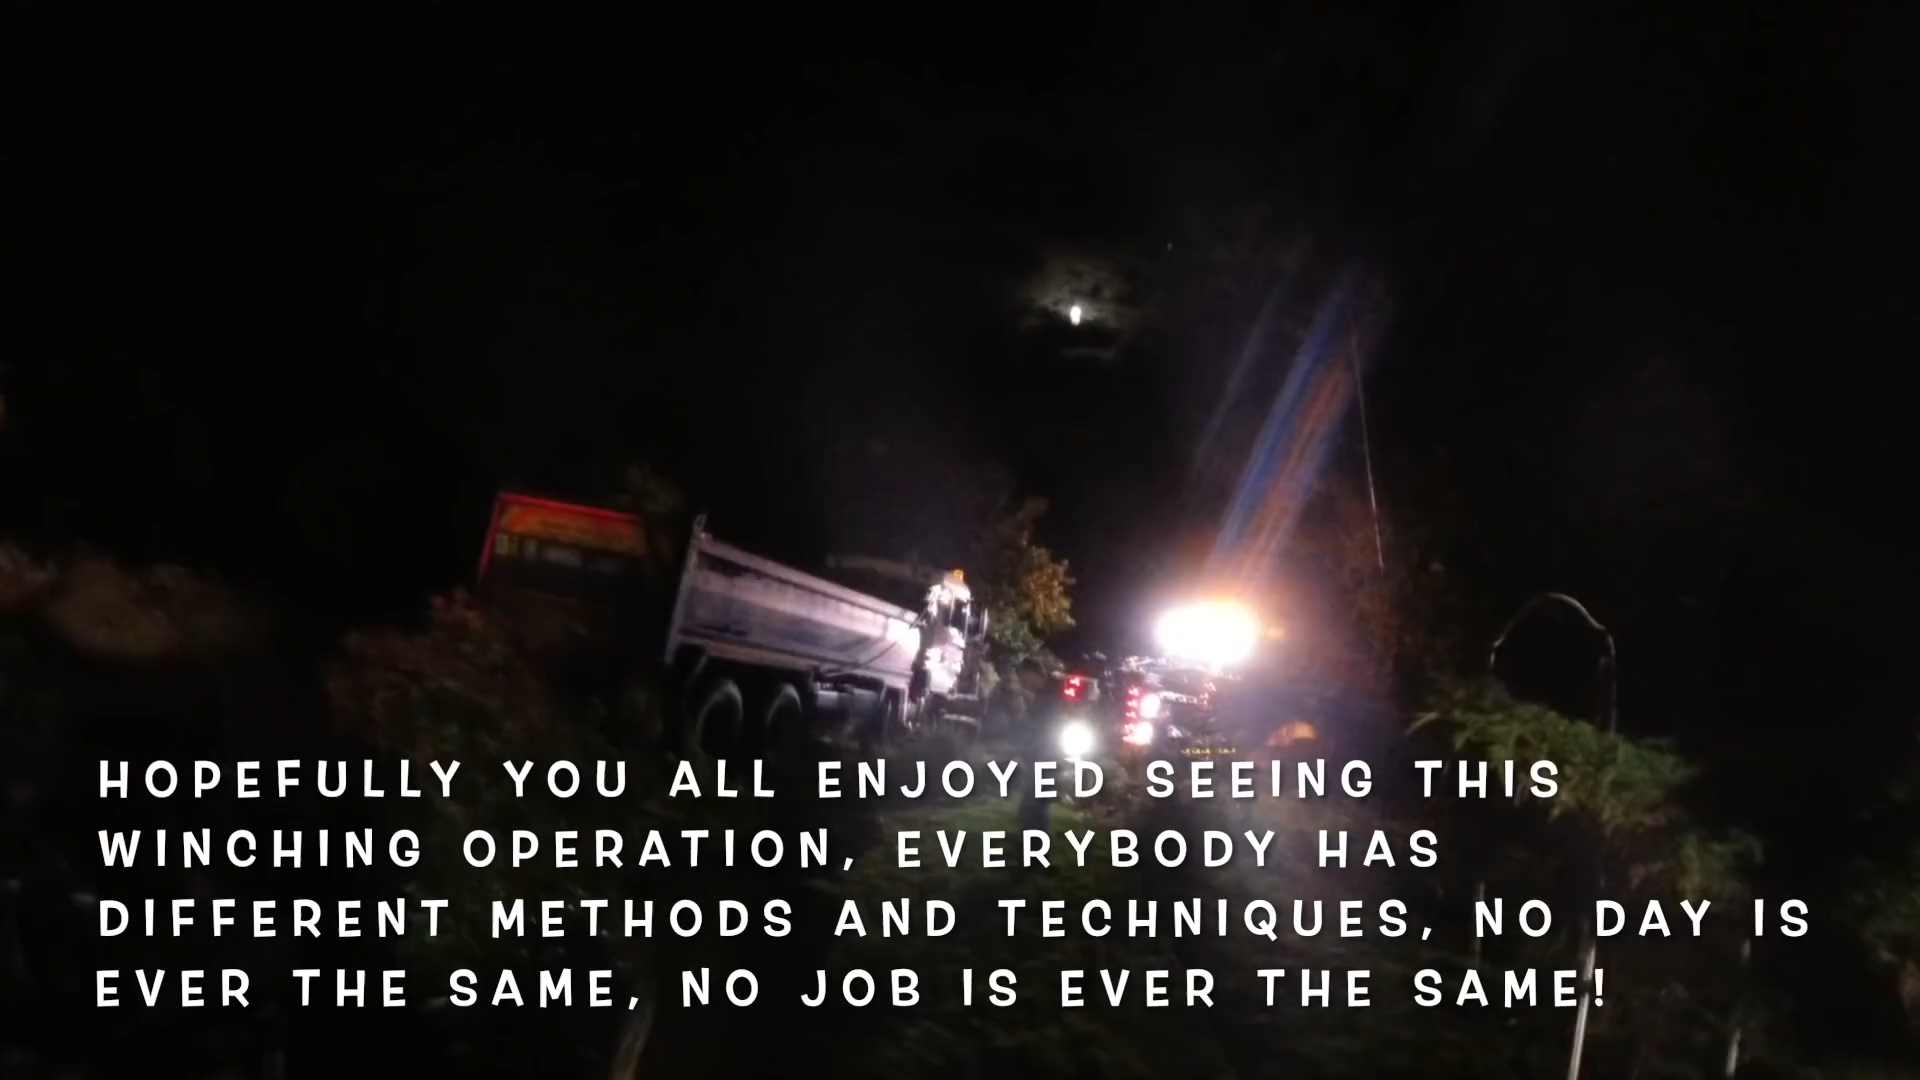 HOPEFULLY YOU ALL ENJOYED SEEING THIS
WINCHING OPERATION, EVERYBODY HAS
DIFFERENT METHODS AND TECHNIQUES, NO DAY IS
EVER THE SAME, NO JOB IS EVER THE SAME!